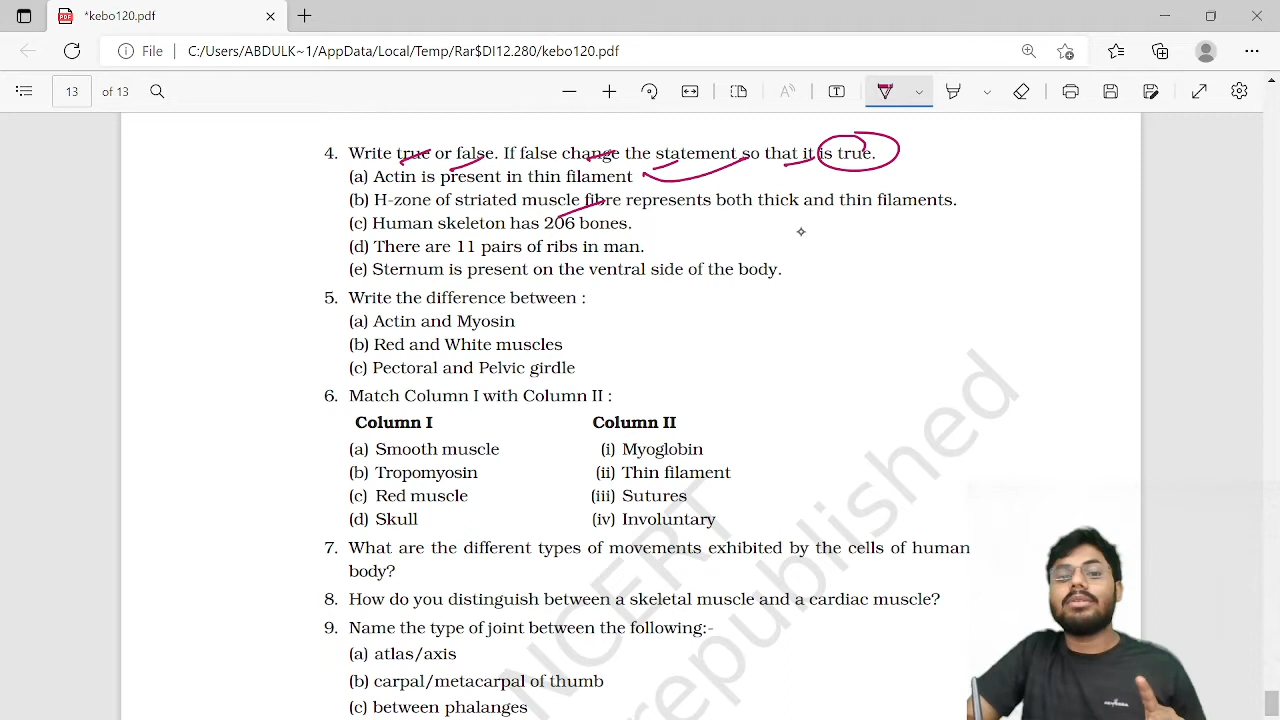 *kebo120.pdf
File C:/Users/ABDULK~1/AppData/Local/Temp/Rar$DI12.280/kebo120.pdf
13 of 13
4. Write true or false. If false change the statement so that it is true.
(a) Actin is present in thin filament
(b) H-zone of striated muscle fibre represents both thick and thin filaments.
(c) Human skeleton has 206 bones.
(d) There are 11 pairs of ribs in man.
(e) Sternum is present on the ventral side of the body.
5. Write the difference between :
(a) Actin and Myosin
(b) Red and White muscles
(c) Pectoral and Pelvic girdle
6. Match Column I with Column II :
Column I Column II
(a) Smooth muscle (i) Myoglobin
(b) Tropomyosin (ii) Thin filament
(c) Red muscle (iii) Sutures
(d) Skull (iv) Involuntary
7. What are the different types of movements exhibited by the cells of human
body?
8. How do you distinguish between a skeletal muscle and a cardiac muscle?
9. Name the type of joint between the following:-
(a) atlas/axis
(b) carpal/metacarpal of thumb
(c) between phalanges
NCERT
republished